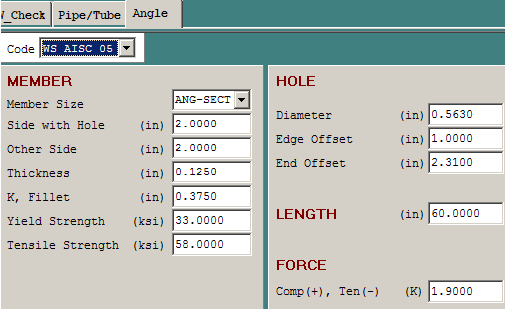 W_Check Pipe/Tube Angle
Code WS AISC 05
MEMBER
Member Size ANG-SECT
Side with Hole (in) 2.0000
Other Side (in) 2.0000
Thickness (in) 0.1250
K, Fillet (in) 0.3750
Yield Strength (ksi) 33.0000
Tensile Strength (ksi) 58.0000
HOLE
Diameter (in) 0.5630
Edge Offset (in) 1.0000
End Offset (in) 2.3100
LENGTH (in) 60.0000
FORCE
Comp(+), Ten(-) (K) 1.9000